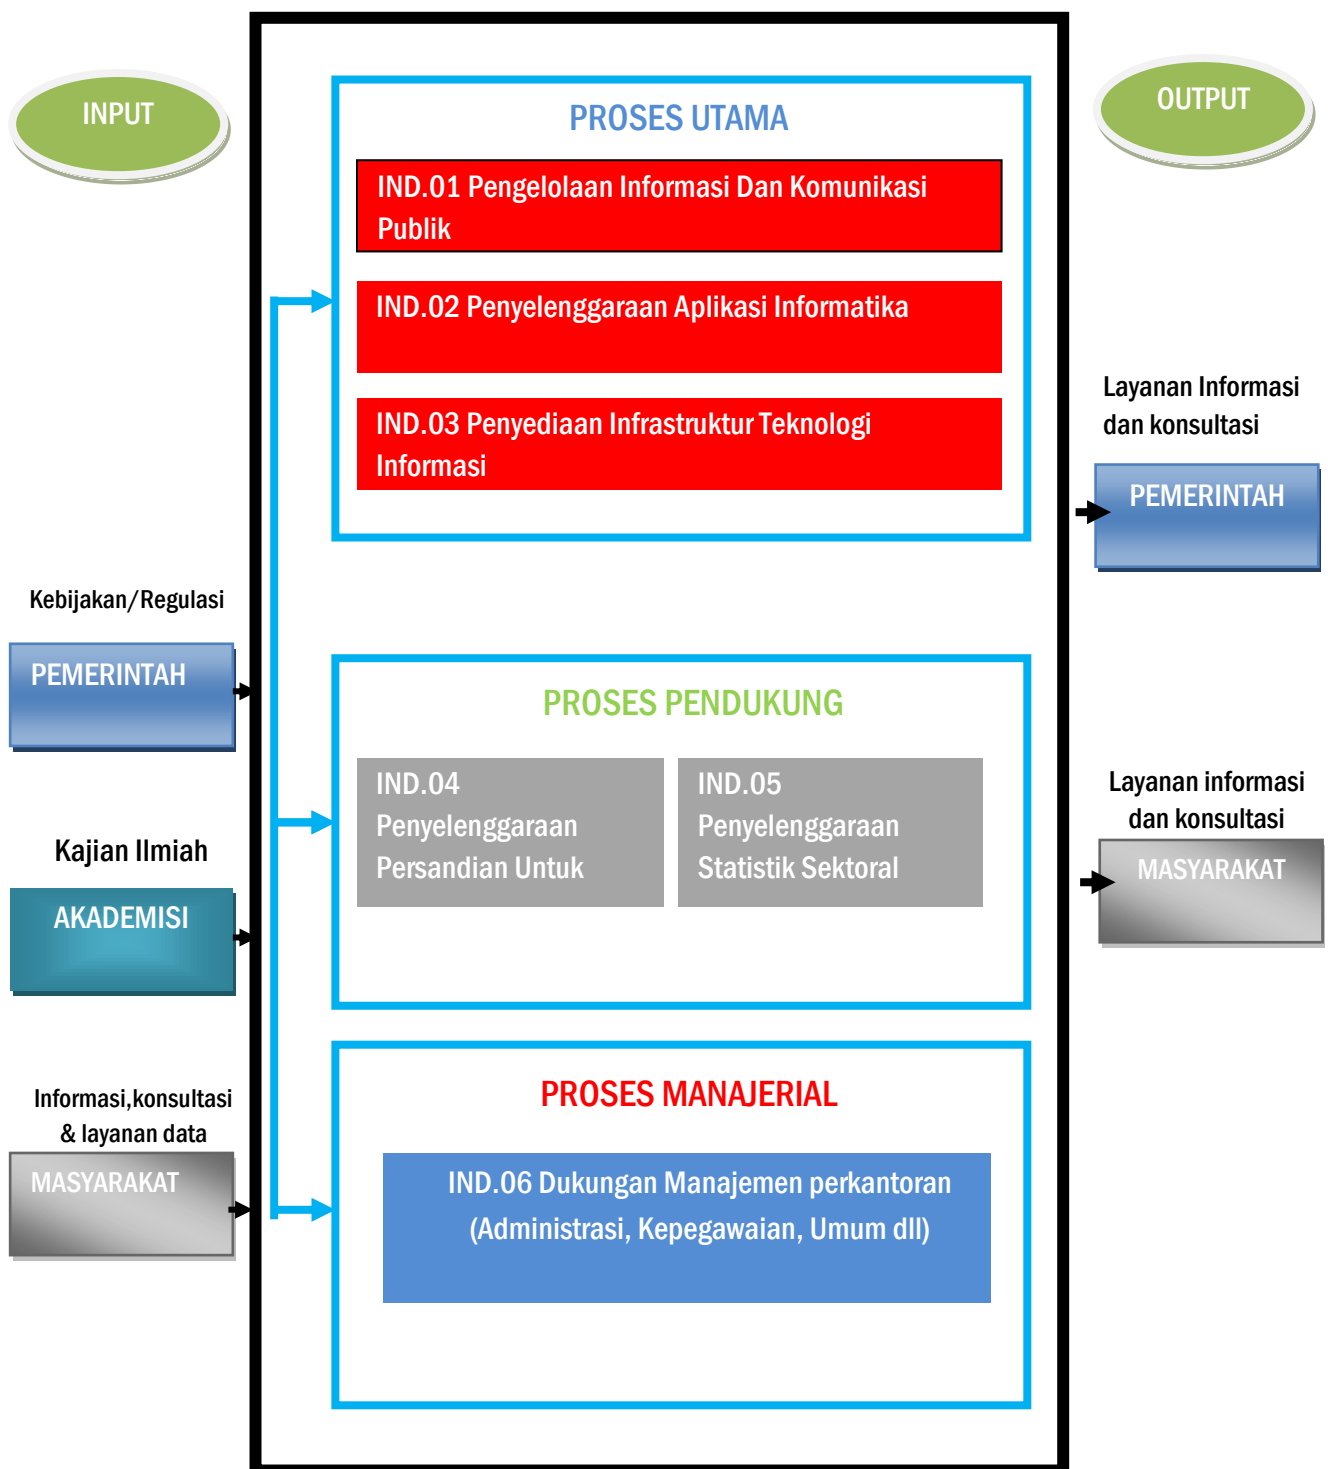 INPUT
OUTPUT
PROSES UTAMA
IND.01 Pengelolaan Informasi Dan Komunikasi
Publik
IND.02 Penyelenggaraan Aplikasi Informatika
IND.03 Penyediaan Infrastruktur Teknologi
Informasi
Layanan Informasi
dan konsultasi
PEMERINTAH
Kebijakan/Regulasi
PEMERINTAH
PROSES PENDUKUNG
IND.04
Penyelenggaraan
Persandian Untuk
IND.05
Penyelenggaraan
Statistik Sektoral
Layanan informasi
dan konsultasi
MASYARAKAT
Kajian Ilmiah
AKADEMISI
PROSES MANAJERIAL
IND.06 Dukungan Manajemen perkantoran
(Administrasi, Kepegawaian, Umum dll)
Informasi,konsultasi
& layanan data
MASYARAKAT